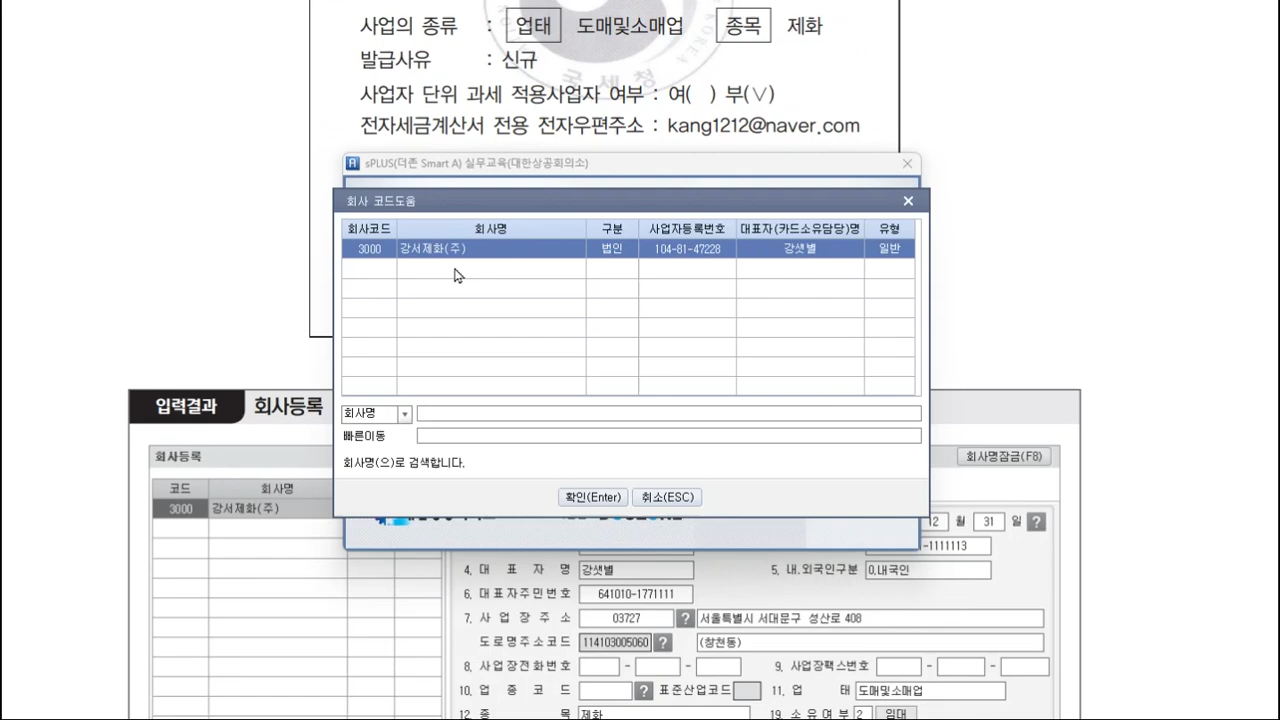 사업의 종류 : 업태 도매및소매업 종목 제화
발급사유 : 신규
국세청
사업자 단위 과세 적용사업자 여부 : 여( ) 부(∨)
전자세금계산서 전용 전자우편주소 : kang1212@naver.com
sPLUS(더존 Smart A) 실무교육(대한상공회의소)
회사 코드도움
회사코드 회사명 구분 사업자등록번호 대표자(카드소유담당)명 유형
3000 강서제화(주) 법인 104-81-47228 강샛별 일반
회사명
빠른이동
회사명(으)로 검색합니다.
확인(Enter) 취소(ESC)
입력결과 회사등록
회사등록 회사명잠금(F8)
코드 회사명
3000 강서제화(주)
12 월 31 일 ?
-1111113
4. 대 표 자 명 강샛별 5. 내.외국인구분 0.내국인
6. 대표자주민번호 641010-1771111
7. 사 업 장 주 소 03727 ? 서울특별시 서대문구 성산로 408
도로명주소코드 114103005060 ? (창천동)
8. 사업장전화번호 - - 9. 사업장팩스번호 - -
10. 업 종 코 드 ? 표준산업코드 11. 업 태 도매및소매업
12. 종 목 제화 19. 소 유 여 부 2 임대